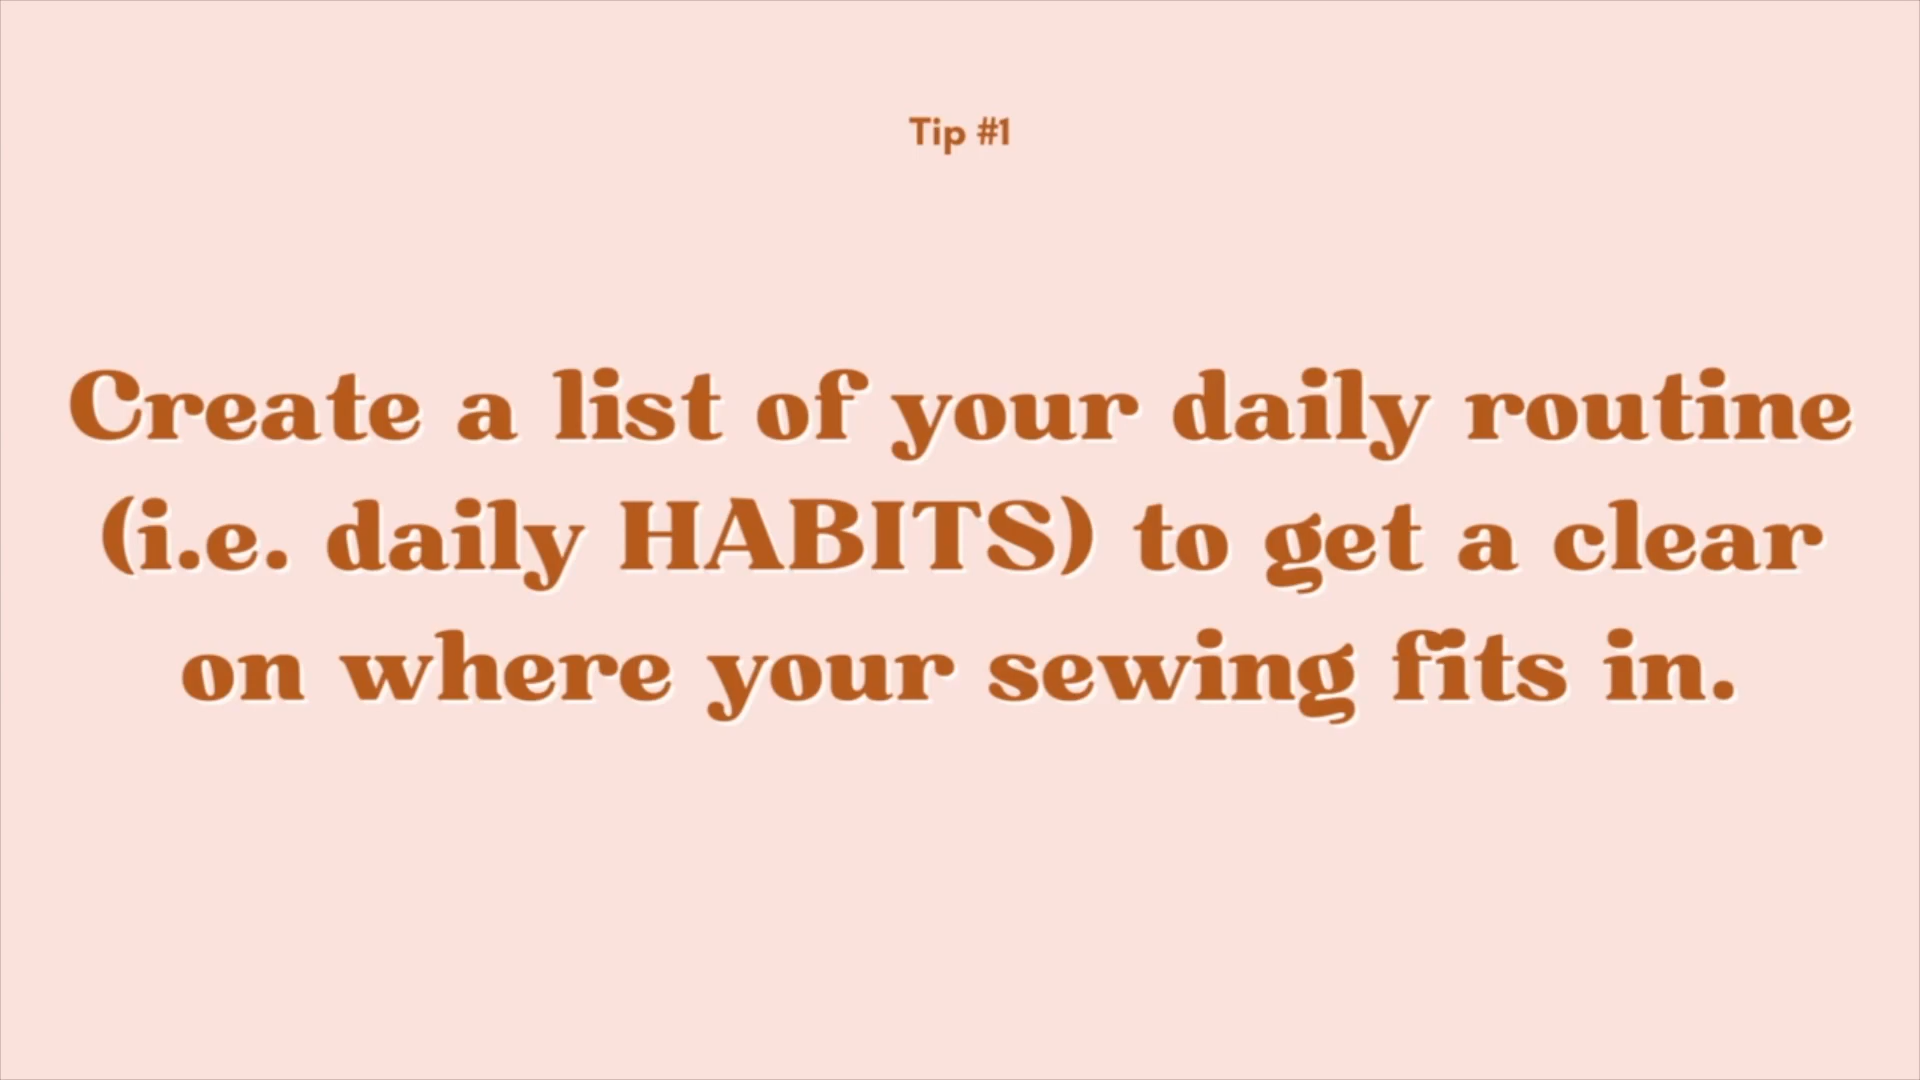 Tip #1
Create a list of your daily routine
(i.e. daily HABITS) to get a clear
on where your sewing fits in.